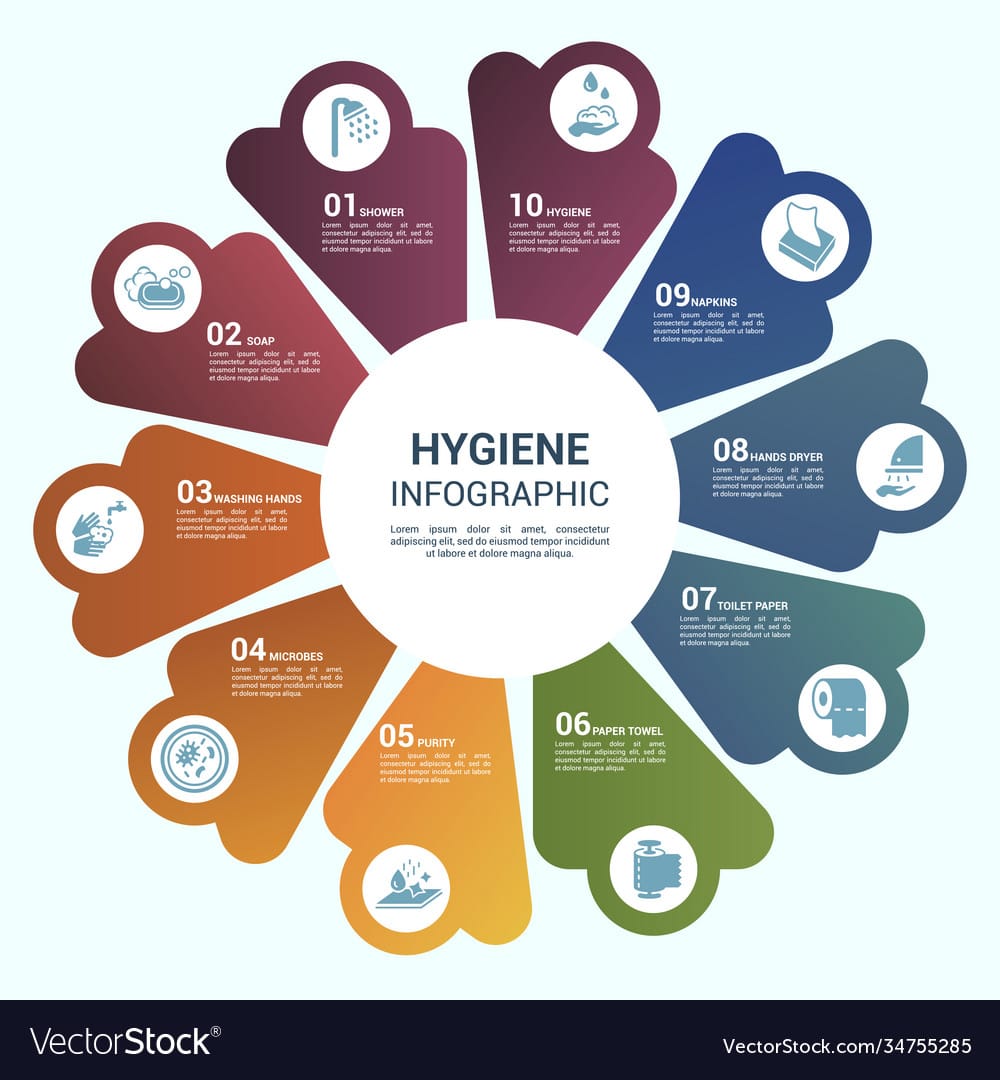 HYGIENE
INFOGRAPHIC
Lorem ipsum dolor sit amet, consectetur
adipiscing elit, sed do eiusmod tempor incididunt
ut labore et dolore magna aliqua.
01 SHOWER
Lorem ipsum dolor sit amet,
consectetur adipiscing elit, sed do
eiusmod tempor incididunt ut labore
et dolore magna aliqua.
02 SOAP
Lorem ipsum dolor sit amet,
consectetur adipiscing elit, sed do
eiusmod tempor incididunt ut labore
et dolore magna aliqua.
03 WASHING HANDS
Lorem ipsum dolor sit amet,
consectetur adipiscing elit, sed do
eiusmod tempor incididunt ut labore
et dolore magna aliqua.
04 MICROBES
Lorem ipsum dolor sit amet,
consectetur adipiscing elit, sed do
eiusmod tempor incididunt ut labore
et dolore magna aliqua.
05 PURITY
Lorem ipsum dolor sit amet,
consectetur adipiscing elit, sed do
eiusmod tempor incididunt ut labore
et dolore magna aliqua.
06 PAPER TOWEL
Lorem ipsum dolor sit amet,
consectetur adipiscing elit, sed do
eiusmod tempor incididunt ut labore
et dolore magna aliqua.
07 TOILET PAPER
Lorem ipsum dolor sit amet,
consectetur adipiscing elit, sed do
eiusmod tempor incididunt ut labore
et dolore magna aliqua.
08 HANDS DRYER
Lorem ipsum dolor sit amet,
consectetur adipiscing elit, sed do
eiusmod tempor incididunt ut labore
et dolore magna aliqua.
09 NAPKINS
Lorem ipsum dolor sit amet,
consectetur adipiscing elit, sed do
eiusmod tempor incididunt ut labore
et dolore magna aliqua.
10 HYGIENE
Lorem ipsum dolor sit amet,
consectetur adipiscing elit, sed do
eiusmod tempor incididunt ut labore
et dolore magna aliqua.
VectorStock®
VectorStock.com/34755285